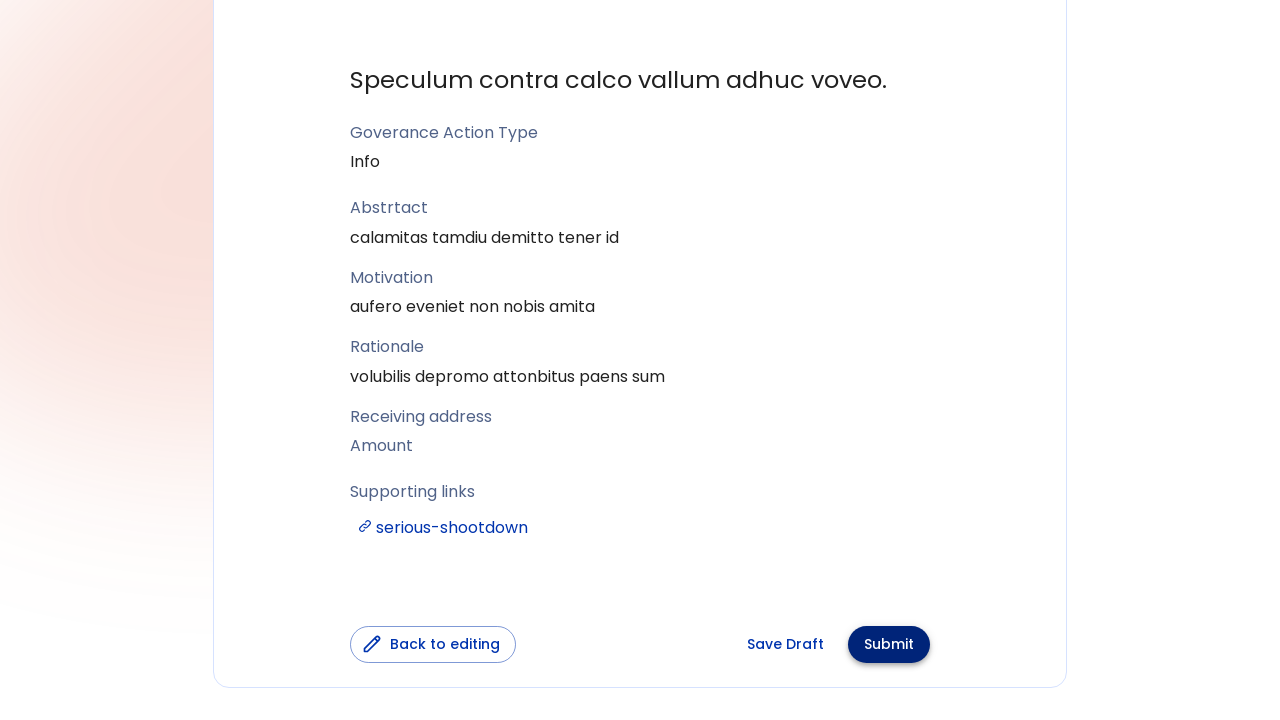 Speculum contra calco vallum adhuc voveo.
Goverance Action Type
Info
Abstrtact
calamitas tamdiu demitto tener id
Motivation
aufero eveniet non nobis amita
Rationale
volubilis depromo attonbitus paens sum
Receiving address
Amount
Supporting links
serious-shootdown
Back to editing
Save Draft
Submit